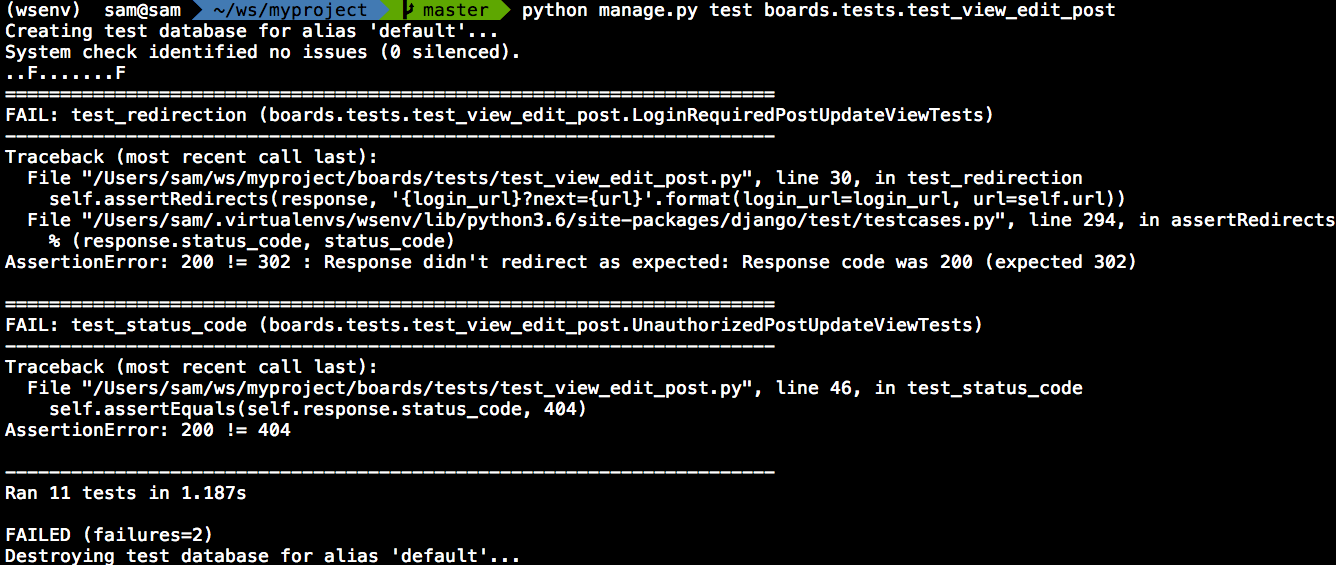 (wsenv) sam@sam ~/ws/myproject master python manage.py test boards.tests.test_view_edit_post
Creating test database for alias 'default'...
System check identified no issues (0 silenced).
..F.......F
======================================================================
FAIL: test_redirection (boards.tests.test_view_edit_post.LoginRequiredPostUpdateViewTests)
----------------------------------------------------------------------
Traceback (most recent call last):
  File "/Users/sam/ws/myproject/boards/tests/test_view_edit_post.py", line 30, in test_redirection
    self.assertRedirects(response, '{login_url}?next={url}'.format(login_url=login_url, url=self.url))
  File "/Users/sam/.virtualenvs/wsenv/lib/python3.6/site-packages/django/test/testcases.py", line 294, in assertRedirects
    % (response.status_code, status_code)
AssertionError: 200 != 302 : Response didn't redirect as expected: Response code was 200 (expected 302)
======================================================================
FAIL: test_status_code (boards.tests.test_view_edit_post.UnauthorizedPostUpdateViewTests)
----------------------------------------------------------------------
Traceback (most recent call last):
  File "/Users/sam/ws/myproject/boards/tests/test_view_edit_post.py", line 46, in test_status_code
    self.assertEquals(self.response.status_code, 404)
AssertionError: 200 != 404
----------------------------------------------------------------------
Ran 11 tests in 1.187s
FAILED (failures=2)
Destroying test database for alias 'default'...